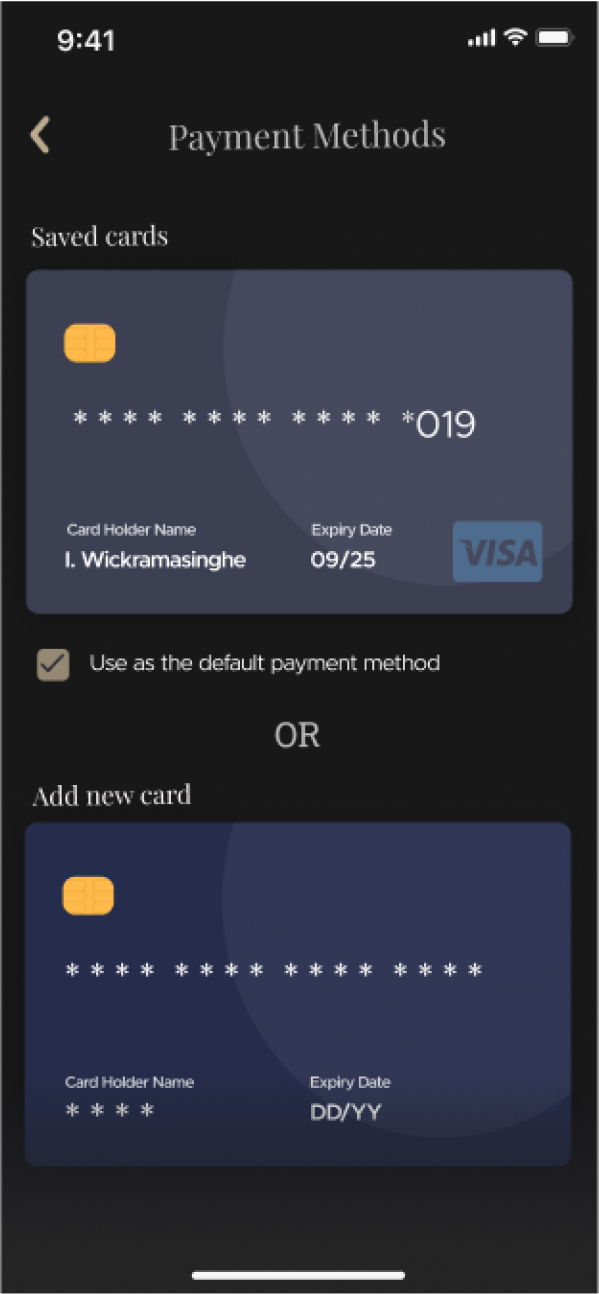 9:41
Payment Methods
Saved cards
* * * * * * * * * * * * *019
Card Holder Name Expiry Date
I. Wickramasinghe 09/25 VISA
Use as the default payment method
OR
Add new card
* * * * * * * * * * * * * * * *
Card Holder Name Expiry Date
* * * * DD/YY